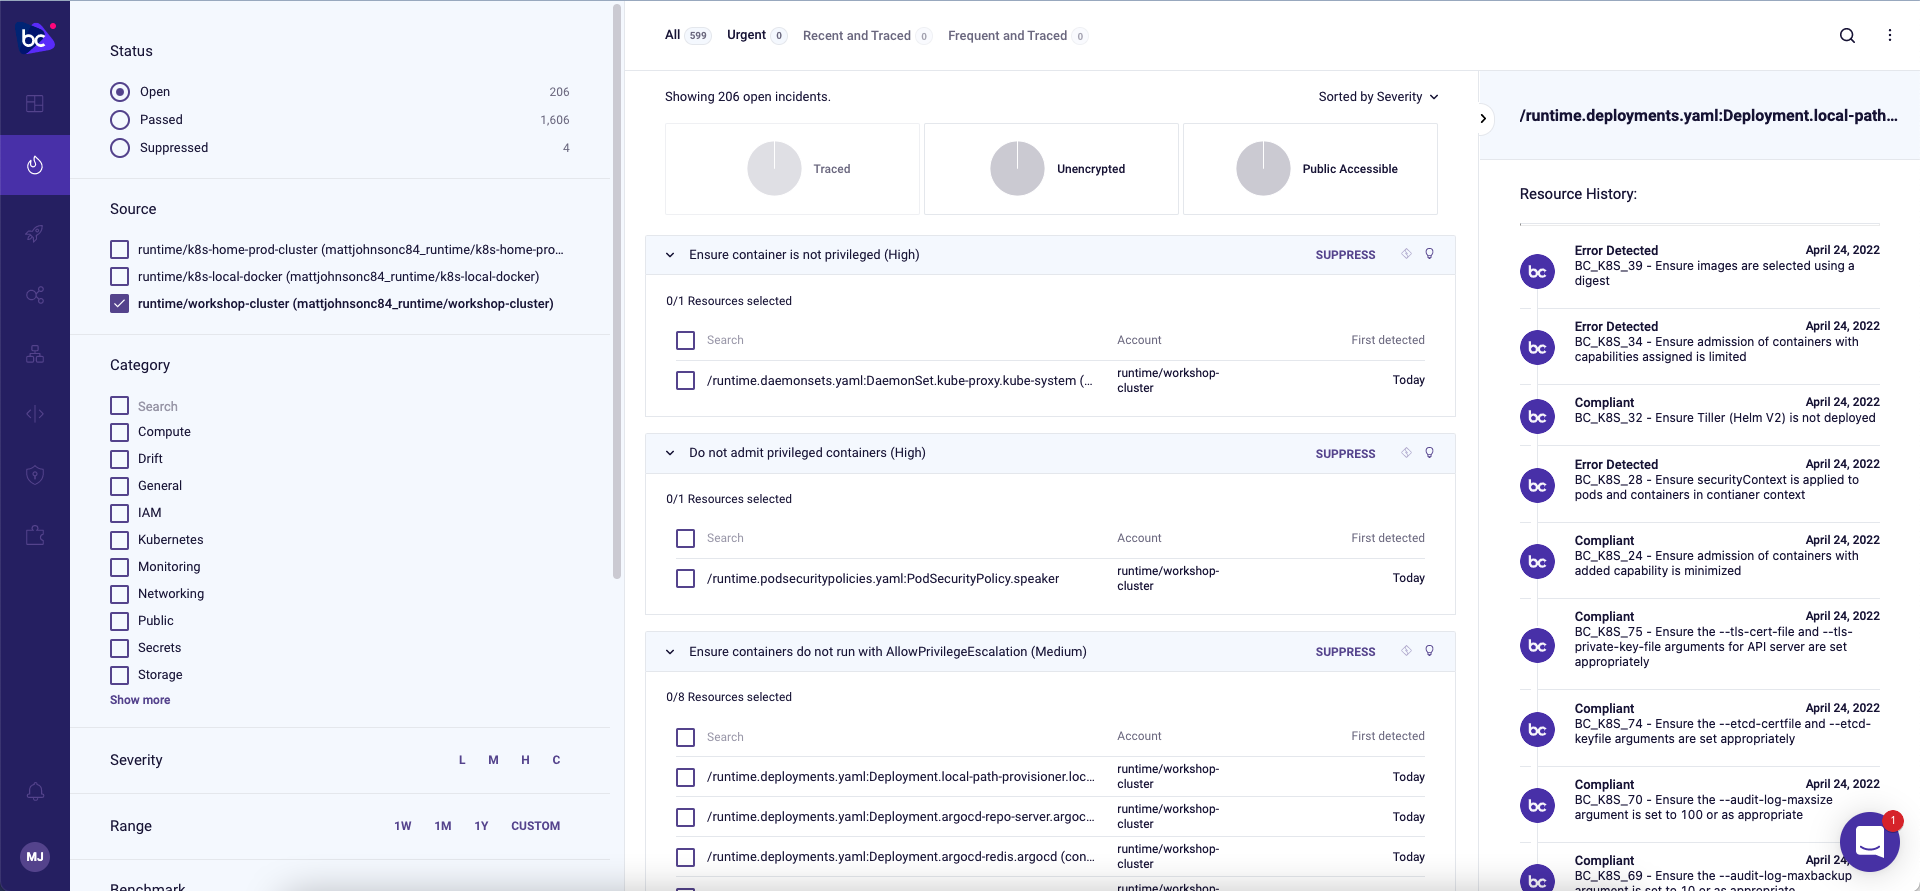 bc
MJ
Status
Open 206
Passed 1,606
Suppressed 4
Source
runtime/k8s-home-prod-cluster (mattjohnsonc84_runtime/k8s-home-pro...
runtime/k8s-local-docker (mattjohnsonc84_runtime/k8s-local-docker)
runtime/workshop-cluster (mattjohnsonc84_runtime/workshop-cluster)
Category
Search
Compute
Drift
General
IAM
Kubernetes
Monitoring
Networking
Public
Secrets
Storage
Show more
Severity L M H C
Range 1W 1M 1Y CUSTOM
Benchmark
All 599 Urgent 0 Recent and Traced 0 Frequent and Traced 0
Showing 206 open incidents. Sorted by Severity
Traced Unencrypted Public Accessible
Ensure container is not privileged (High) SUPPRESS
0/1 Resources selected
Search Account First detected
/runtime.daemonsets.yaml:DaemonSet.kube-proxy.kube-system (... runtime/workshop-
cluster Today
Do not admit privileged containers (High) SUPPRESS
0/1 Resources selected
Search Account First detected
/runtime.podsecuritypolicies.yaml:PodSecurityPolicy.speaker runtime/workshop-
cluster Today
Ensure containers do not run with AllowPrivilegeEscalation (Medium) SUPPRESS
0/8 Resources selected
Search Account First detected
/runtime.deployments.yaml:Deployment.local-path-provisioner.loc... runtime/workshop-
cluster Today
/runtime.deployments.yaml:Deployment.argocd-repo-server.argoc... runtime/workshop-
cluster Today
/runtime.deployments.yaml:Deployment.argocd-redis.argocd (con... runtime/workshop-
cluster Today
runtime/workshop-
/runtime.deployments.yaml:Deployment.local-path...
Resource History:
bc Error Detected April 24, 2022
BC_K8S_39 - Ensure images are selected using a
digest
bc Error Detected April 24, 2022
BC_K8S_34 - Ensure admission of containers with
capabilities assigned is limited
bc Compliant April 24, 2022
BC_K8S_32 - Ensure Tiller (Helm V2) is not deployed
bc Error Detected April 24, 2022
BC_K8S_28 - Ensure securityContext is applied to
pods and containers in contianer context
bc Compliant April 24, 2022
BC_K8S_24 - Ensure admission of containers with
added capability is minimized
bc Compliant April 24, 2022
BC_K8S_75 - Ensure the --tls-cert-file and --tls-
private-key-file arguments for API server are set
appropriately
bc Compliant April 24, 2022
BC_K8S_74 - Ensure the --etcd-certfile and --etcd-
keyfile arguments are set appropriately
bc Compliant April 24, 2022
BC_K8S_70 - Ensure the --audit-log-maxsize
argument is set to 100 or as appropriate
bc Compliant April 24,
BC_K8S_69 - Ensure the --audit-log-maxbackup
argument is set to 10 or as appropriate
1